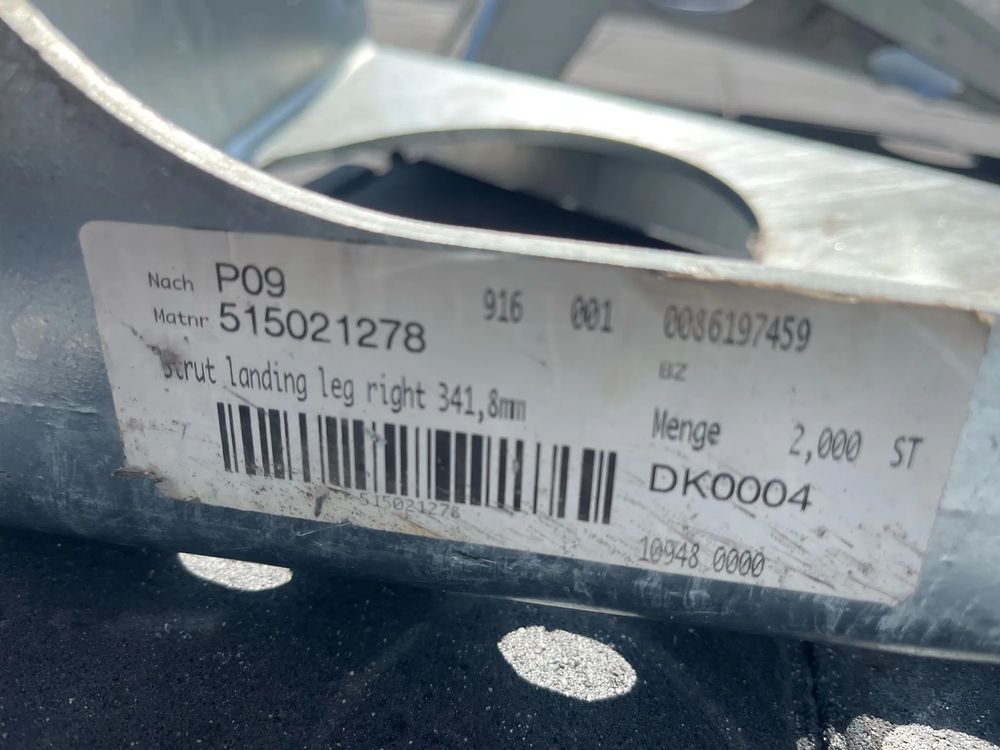 Nach P09 916 001 0086197459
Matnr 515021278 BZ
Strut landing leg right 341,8mm
Menge 2,000 ST
DK0004
515021278
10948 0000